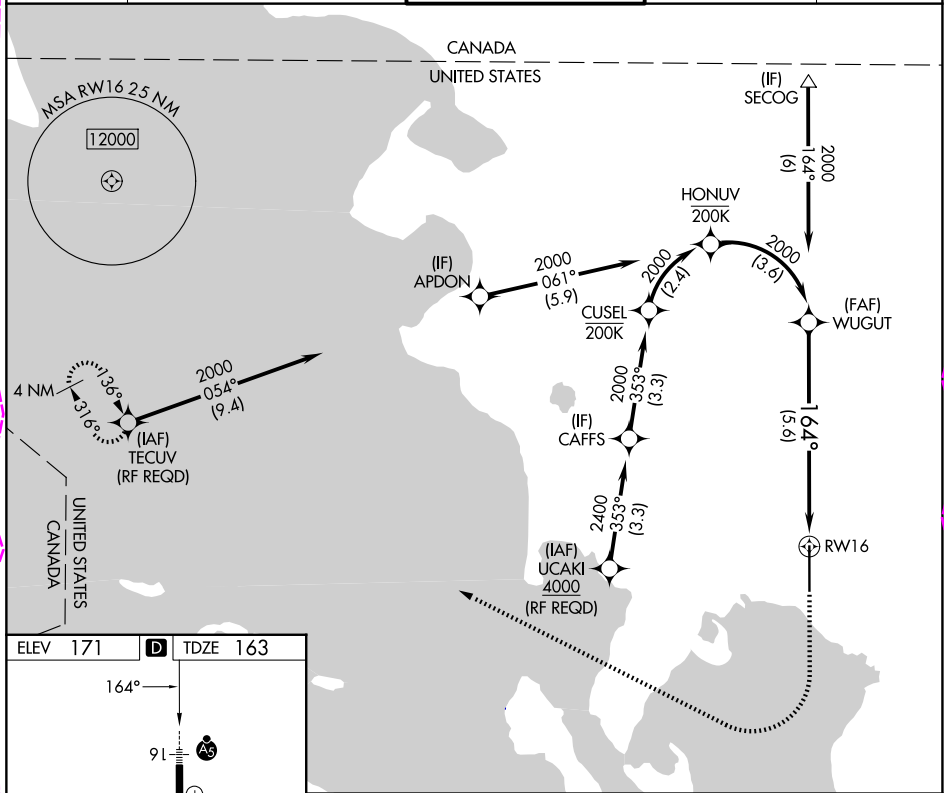 CANADA
UNITED STATES
MSA RW16 25 NM
12000
(IF)
SECOG
2000
164°
(6)
HONUV
200K
2000
(3.6)
(IF)
APDON
2000
061°
(5.9)
2000
(2.4)
CUSEL
200K
(FAF)
WUGUT
2000
054°
(9.4)
4 NM
136°
316°
(IAF)
TECUV
(RF REQD)
2000
353°
(3.3)
(IF)
CAFFS
164°
(5.6)
2400
353°
(3.3)
UNITED STATES
CANADA
(IAF)
UCAKI
4000
(RF REQD)
RW16
ELEV 171
D
TDZE 163
164°
16
A5